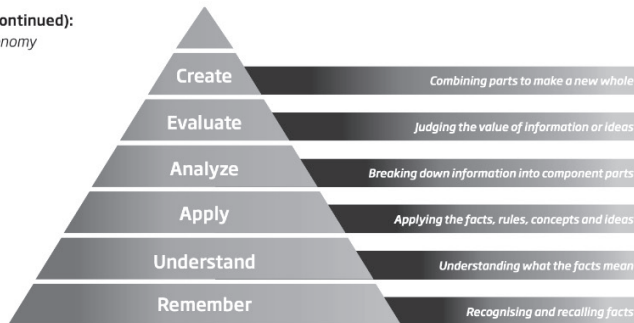 ontinued):
onomy
Create
Combining parts to make a new whole
Evaluate
Judging the value of information or ideas
Analyze
Breaking down information into component parts
Apply
Applying the facts, rules, concepts and ideas
Understand
Understanding what the facts mean
Remember
Recognising and recalling facts